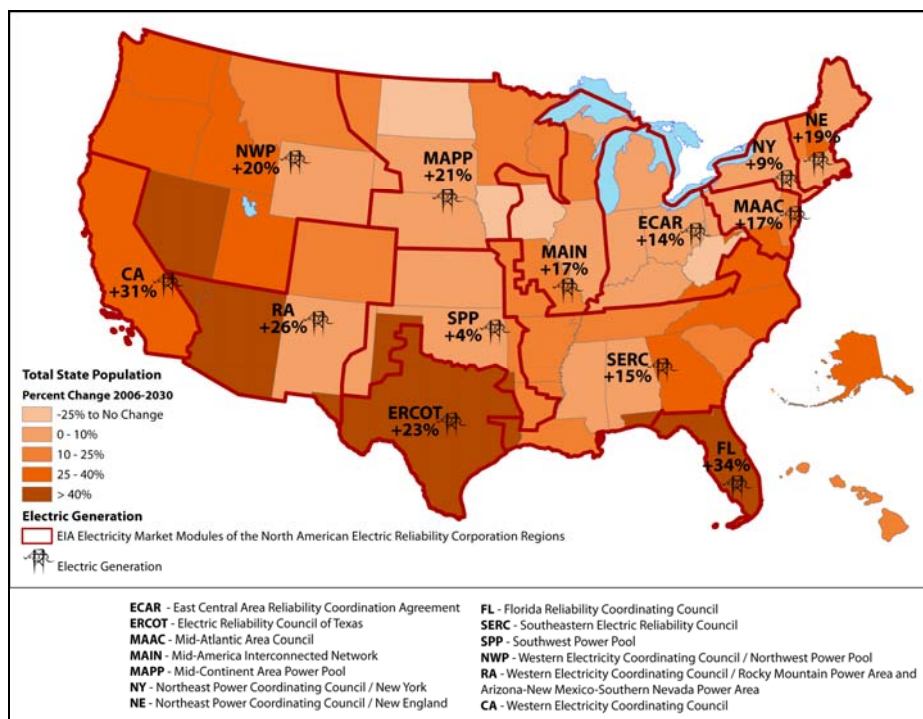 NWP
+20%
MAPP
+21%
NE
+19%
NY
+9%
MAAC
+17%
ECAR
+14%
MAIN
+17%
CA
+31%
RA
+26%
SPP
+4%
SERC
+15%
ERCOT
+23%
FL
+34%
Total State Population
Percent Change 2006-2030
-25% to No Change
0 - 10%
10 - 25%
25 - 40%
> 40%
Electric Generation
EIA Electricity Market Modules of the North American Electric Reliability Corporation Regions
Electric Generation
ECAR - East Central Area Reliability Coordination Agreement
ERCOT - Electric Reliability Council of Texas
MAAC - Mid-Atlantic Area Council
MAIN - Mid-America Interconnected Network
MAPP - Mid-Continent Area Power Pool
NY - Northeast Power Coordinating Council / New York
NE - Northeast Power Coordinating Council / New England
FL - Florida Reliability Coordinating Council
SERC - Southeastern Electric Reliability Council
SPP - Southwest Power Pool
NWP - Western Electricity Coordinating Council / Northwest Power Pool
RA - Western Electricity Coordinating Council / Rocky Mountain Power Area and
Arizona-New Mexico-Southern Nevada Power Area
CA - Western Electricity Coordinating Council